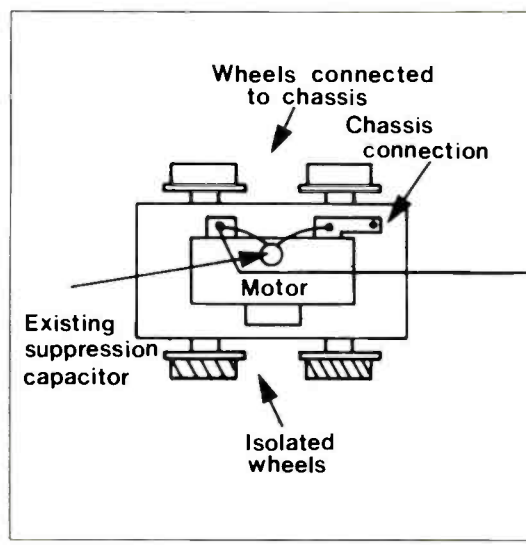 Wheels connected
to chassis
Chassis
connection
Motor
Existing
suppression
capacitor
Isolated
wheels